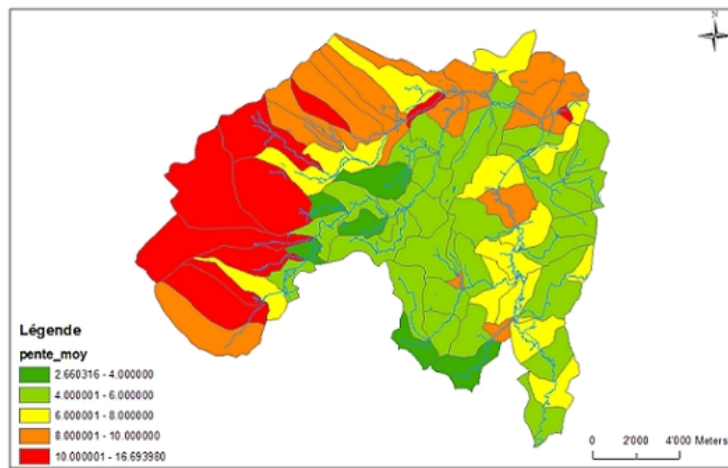 N
Légende
pente_moy
2.660316 - 4.000000
4.000001 - 6.000000
6.000001 - 8.000000
8.000001 - 10.000000
10.000001 - 16.693980
0 2'000 4'000 Meters